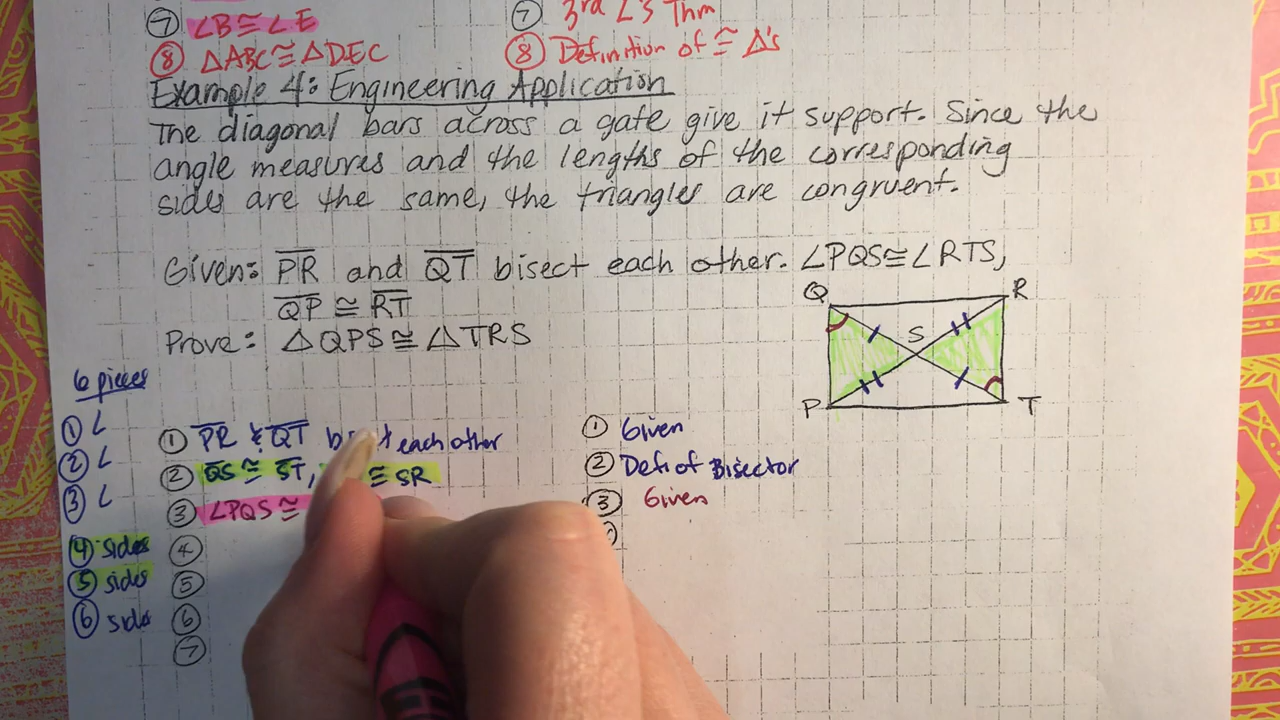 ⑦ ∠B≅∠E ⑦ 3rd ∠'s Thm
⑧ △ABC≅△DEC ⑧ Definition of ≅ △'s
Example 4: Engineering Application
The diagonal bars across a gate give it support. Since the
angle measures and the lengths of the corresponding
sides are the same, the triangles are congruent.
Given: PR and QT bisect each other. ∠PQS≅∠RTS,
QP ≅ RT
Prove: △QPS≅△TRS
Q R
S
P T
6 pieces
① ∠
② ∠
③ ∠
④ sides
⑤ sides
⑥ side
① PR & QT each other
② QS ≅ ST, ≅ SR
③ ∠PQS≅
④
⑤
⑥
⑦
① Given
② Def. of Bisector
③ Given